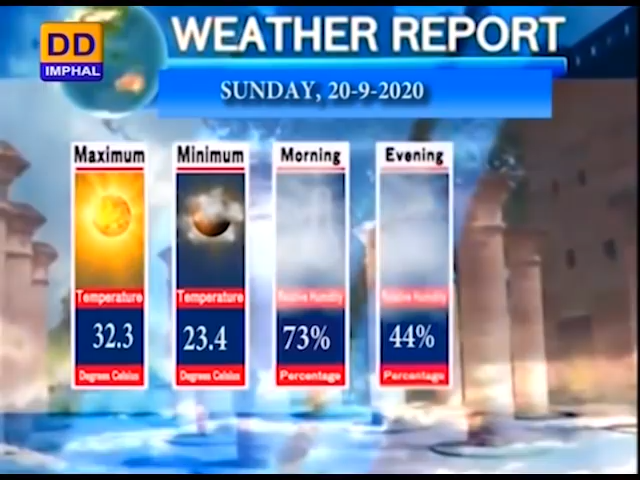 DD
IMPHAL
WEATHER REPORT
SUNDAY, 20-9-2020
Maximum
Minimum
Morning
Evening
Temperature
Temperature
Relative Humidity
Relative Humidity
32.3
23.4
73%
44%
Degrees Celsius
Degrees Celsius
Percentage
Percentage